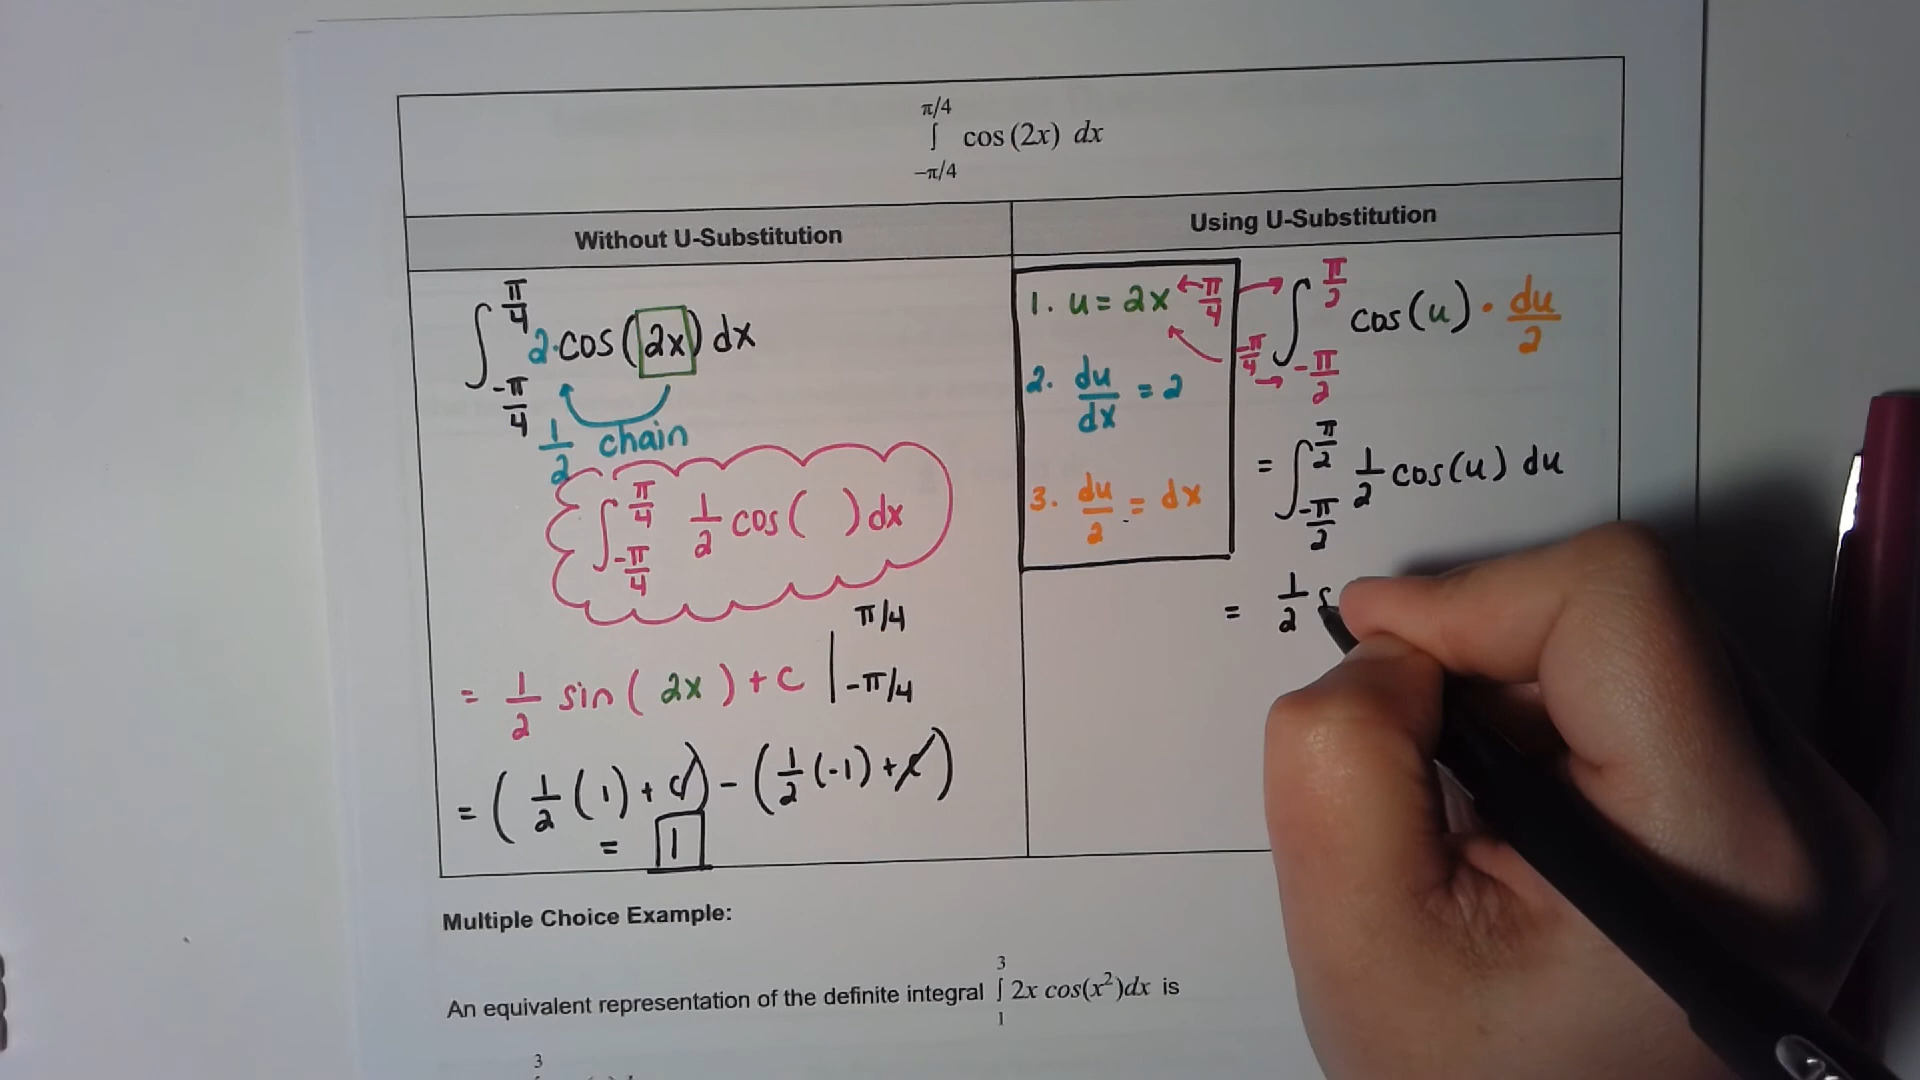 π/4
∫ cos (2x) dx
−π/4
Without U-Substitution
Using U-Substitution
π/4
∫ 2·cos(2x) dx
-π/4
1/2 chain
π/4
∫ 1/2 cos( )dx
-π/4
= 1/2 sin( 2x )+C | π/4
-π/4
= ( 1/2 (1) + C ) - ( 1/2 (-1) + C )
= 1
1. u = 2x ← π/4
-π/4
2. du/dx = 2
3. du/2 = dx
π/2
∫ cos(u) · du/2
-π/2
π/2
= ∫ 1/2 cos(u) du
-π/2
= 1/2 s
Multiple Choice Example:
3
An equivalent representation of the definite integral ∫ 2x cos(x²)dx is
1
3